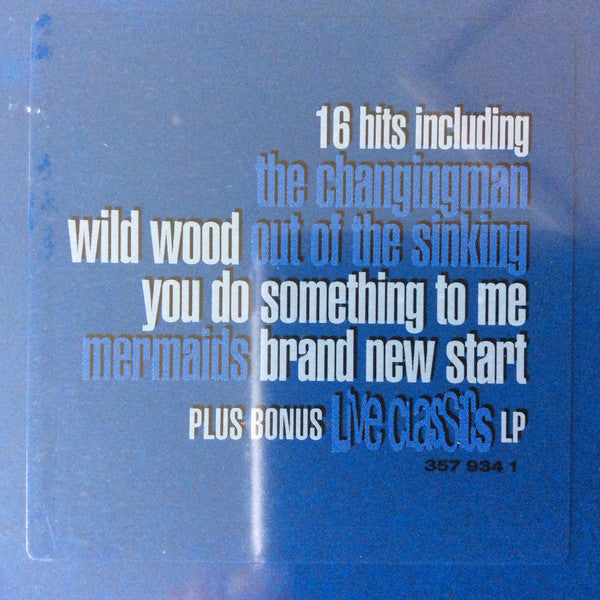 16 hits including
the changingman
wild wood out of the sinking
you do something to me
mermaids brand new start
PLUS BONUS Live classics LP
357 934 1